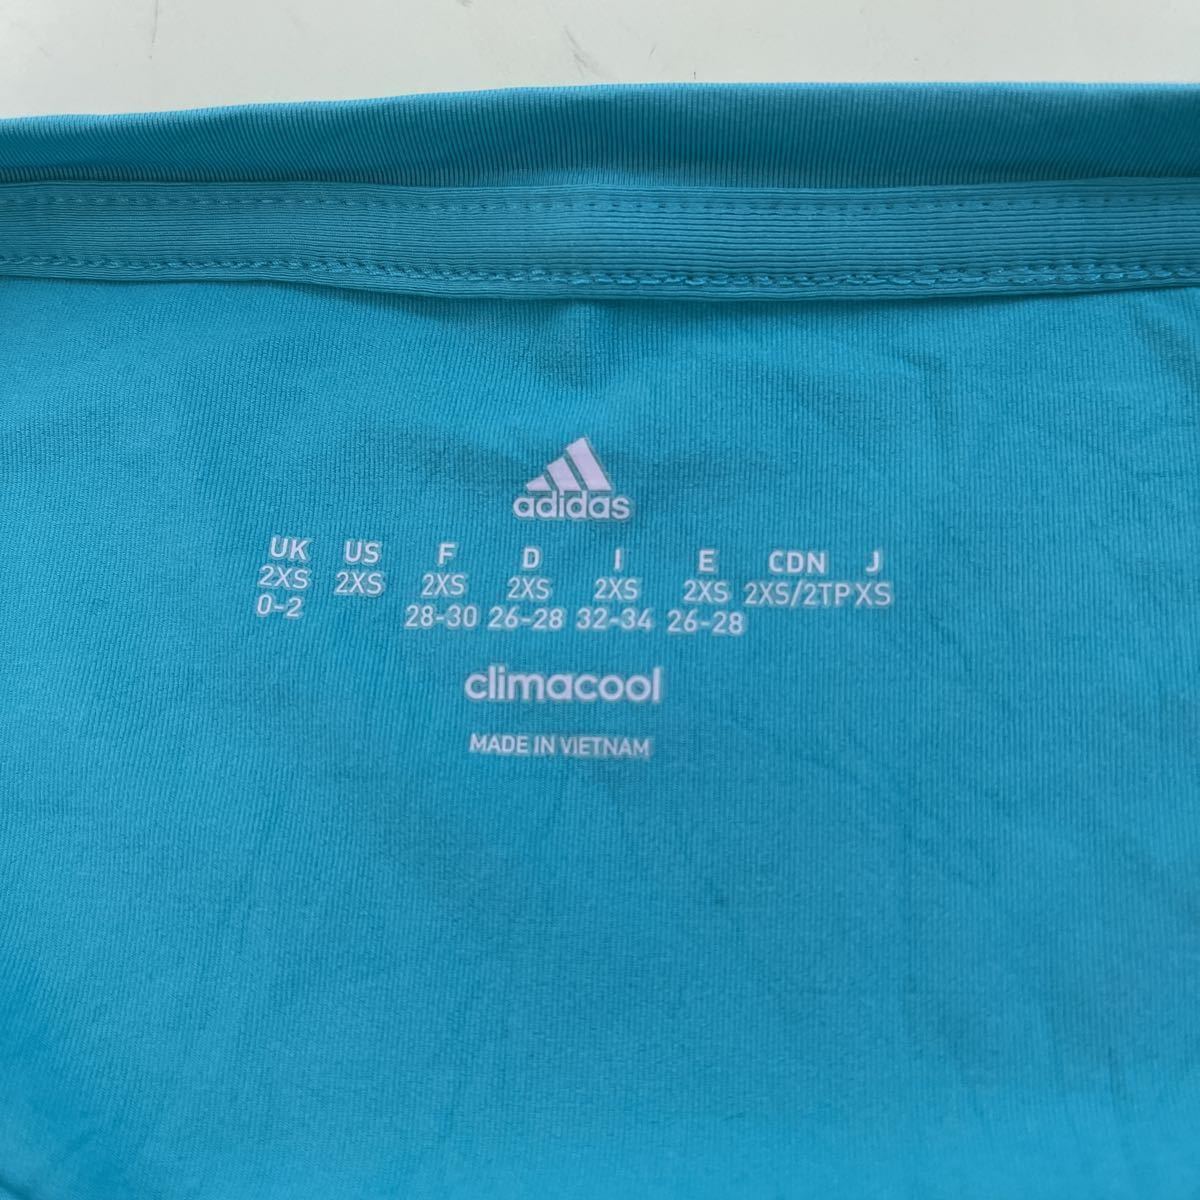 adidas
UK US F D I E CDN J
2XS 2XS 2XS 2XS 2XS 2XS 2XS/2TP XS
0-2 28-30 26-28 32-34 26-28
climacool
MADE IN VIETNAM